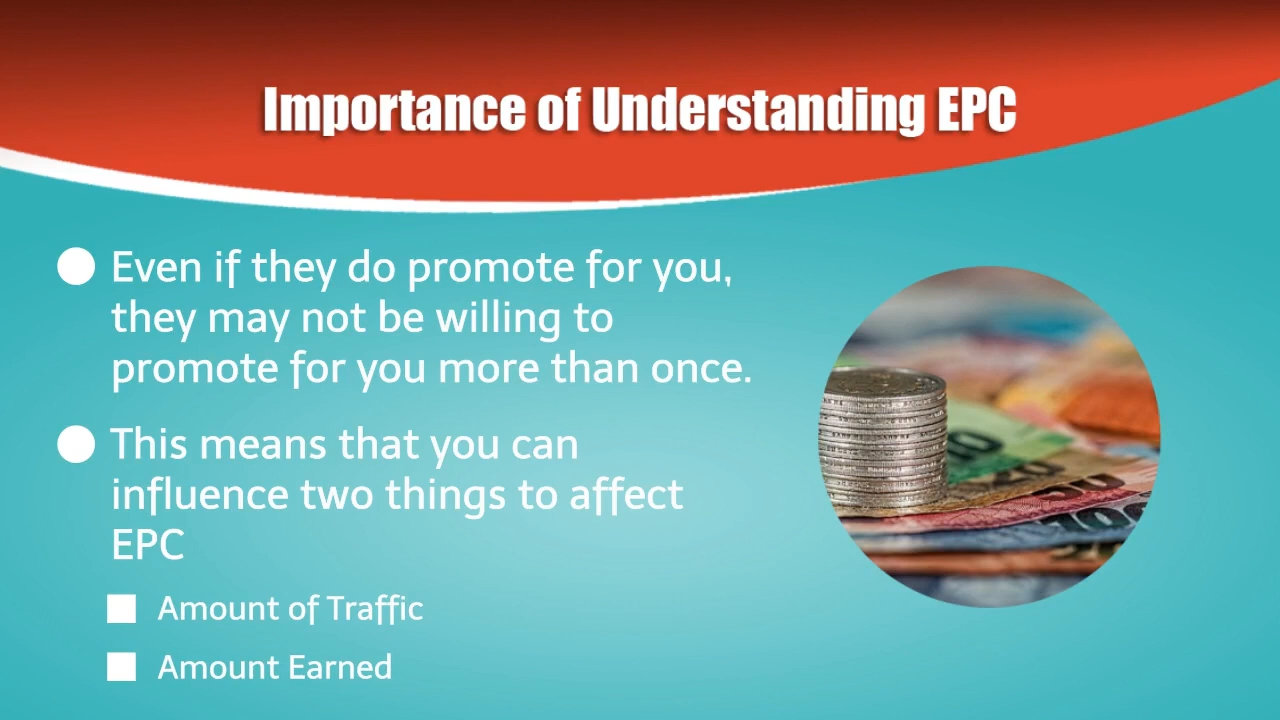 Importance of Understanding EPC
Even if they do promote for you,
they may not be willing to
promote for you more than once.
This means that you can
influence two things to affect
EPC
Amount of Traffic
Amount Earned